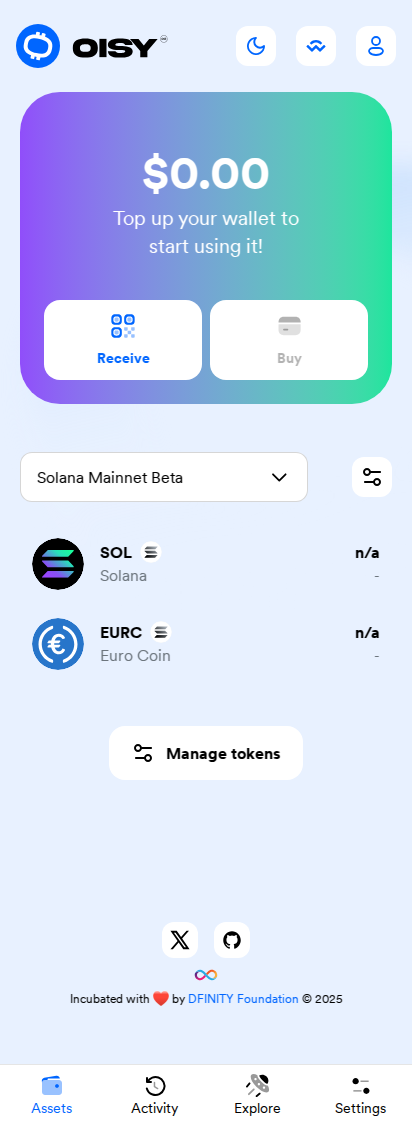 OISY
$0.00
Top up your wallet to
start using it!
Receive
Buy
Solana Mainnet Beta
SOL
n/a
Solana
-
EURC
n/a
Euro Coin
-
Manage tokens
Incubated with ❤️ by DFINITY Foundation © 2025
Assets
Activity
Explore
Settings